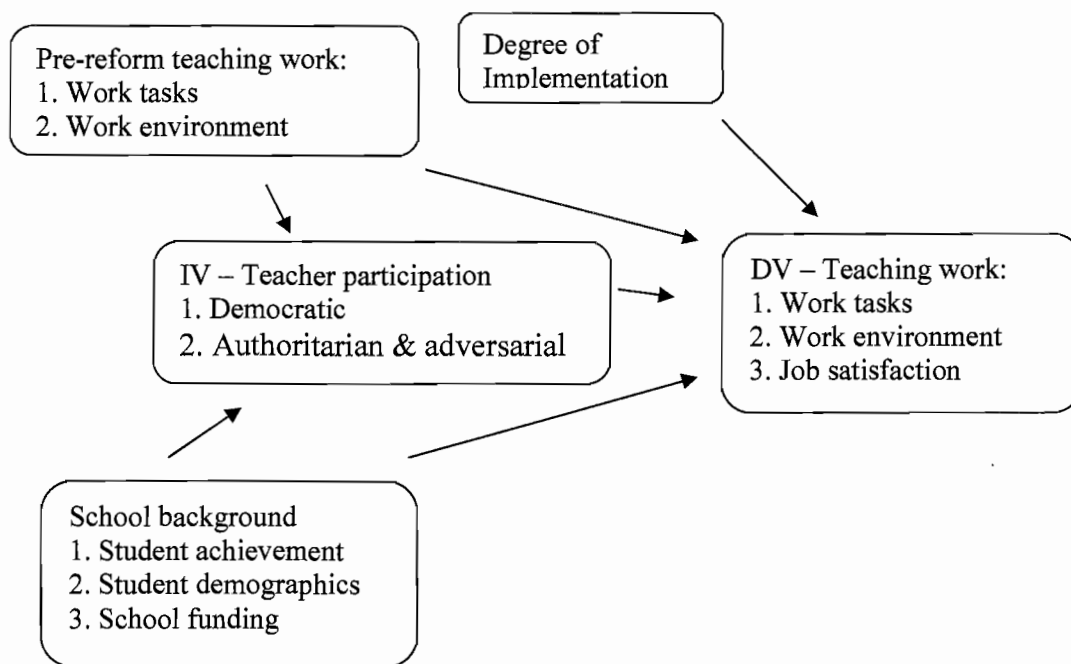 Pre-reform teaching work:
1. Work tasks
2. Work environment
Degree of
Implementation
IV – Teacher participation
1. Democratic
2. Authoritarian & adversarial
DV – Teaching work:
1. Work tasks
2. Work environment
3. Job satisfaction
School background
1. Student achievement
2. Student demographics
3. School funding